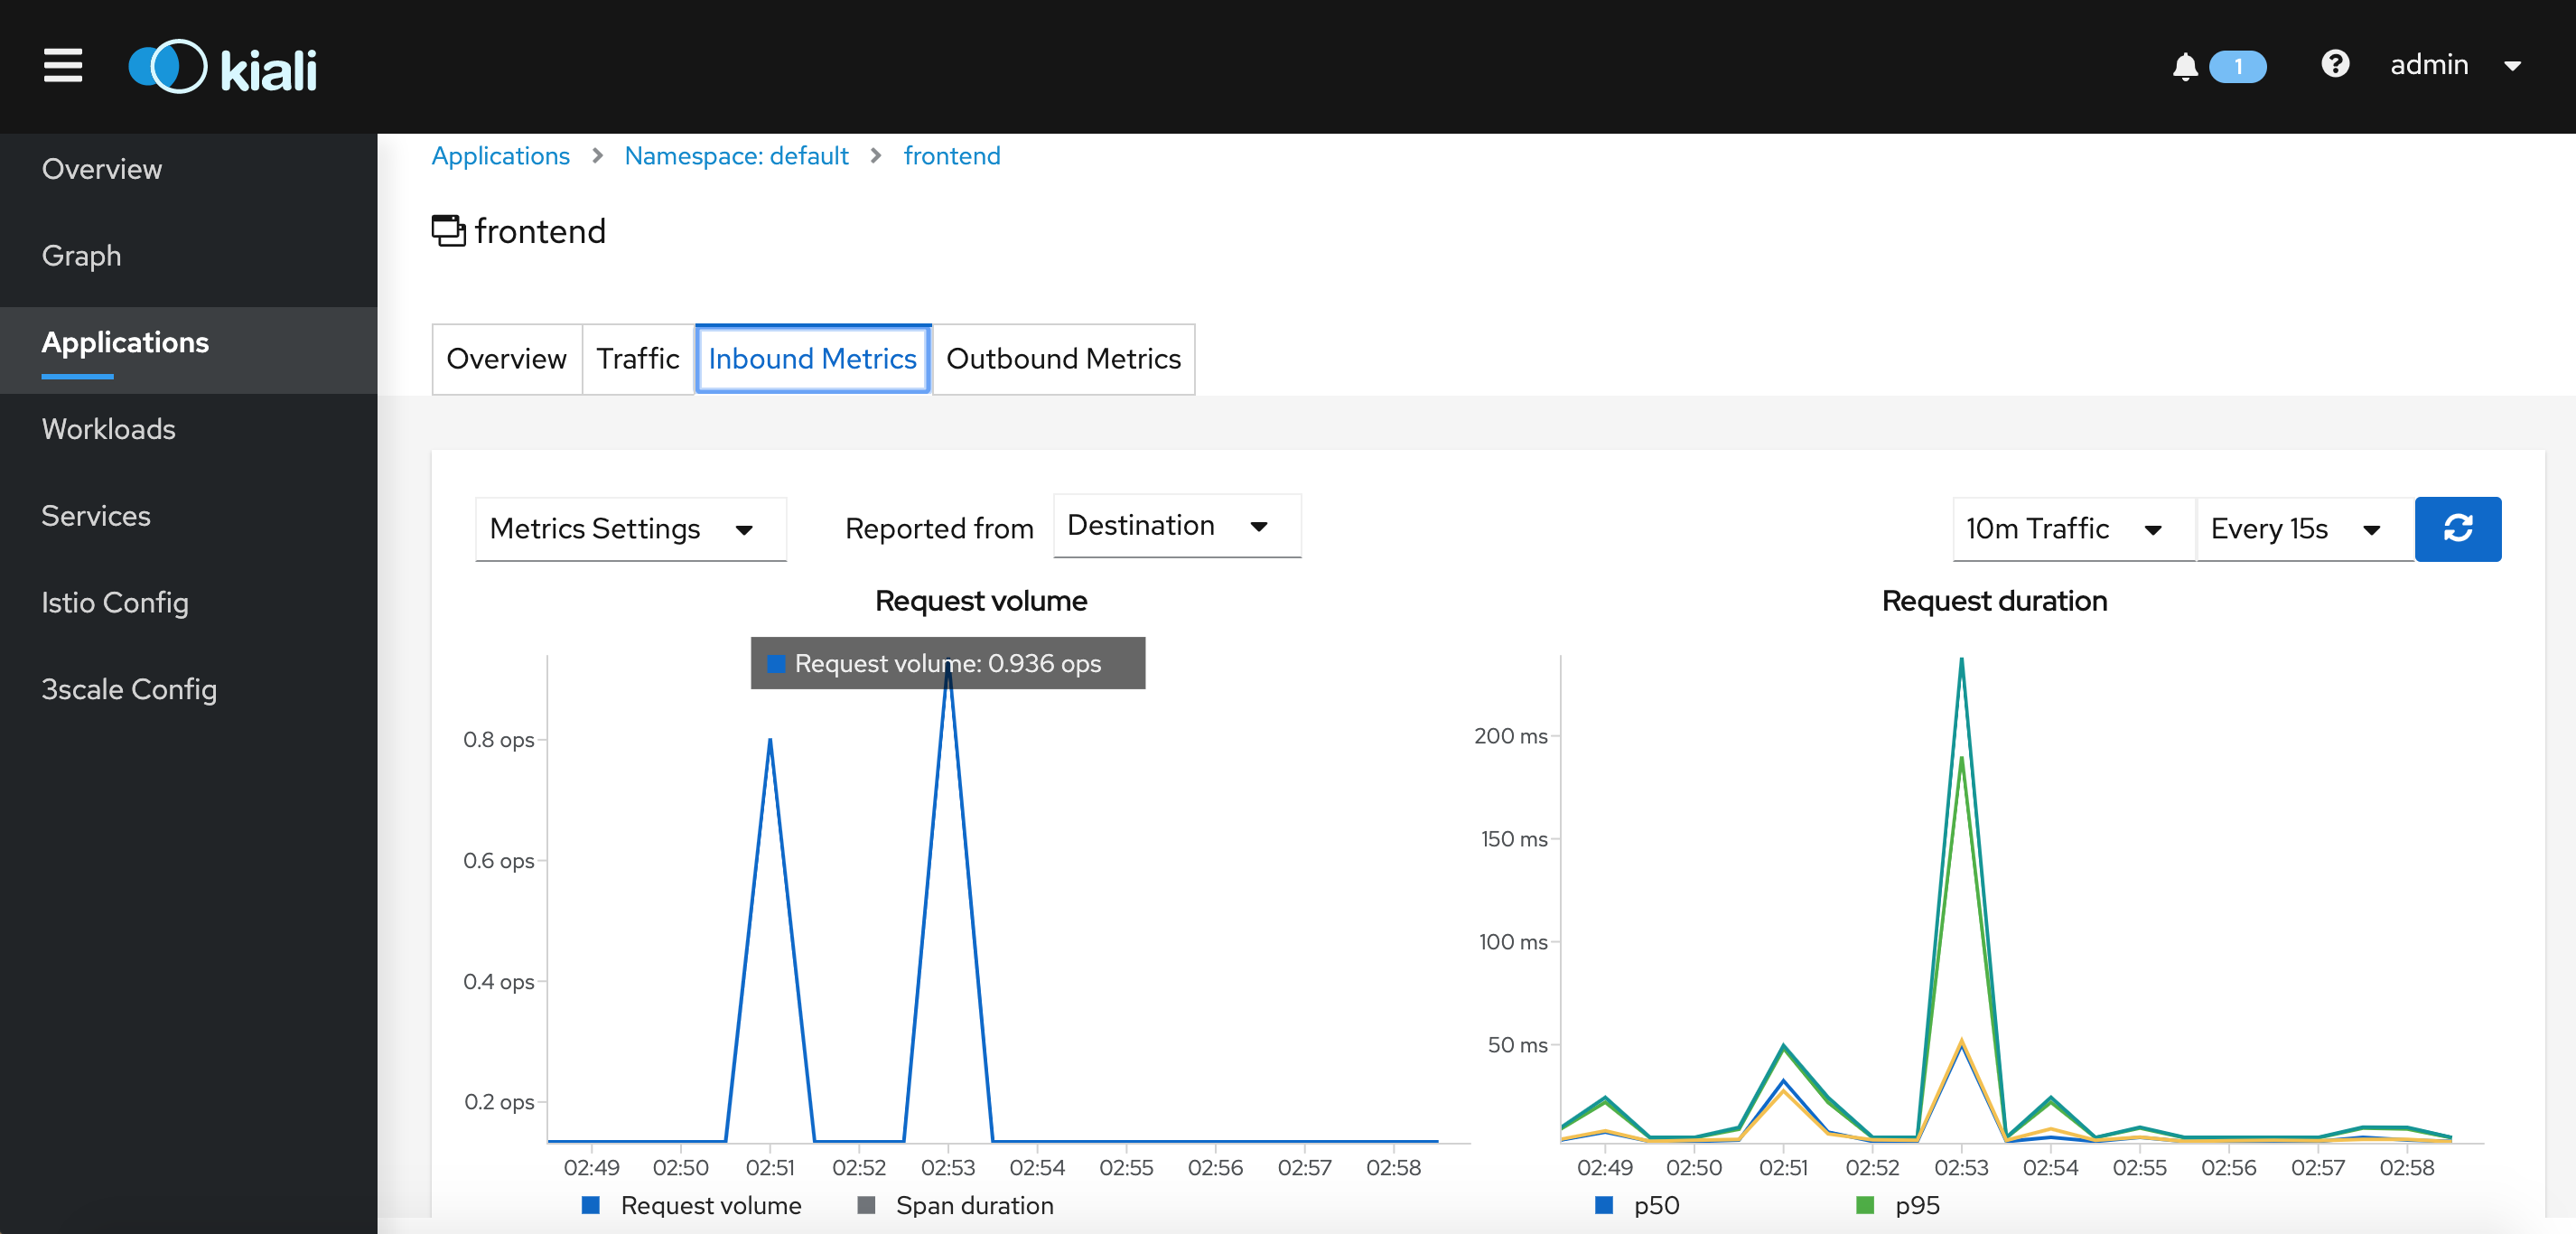 kiali
1
admin
Overview
Graph
Applications
Workloads
Services
Istio Config
3scale Config
Applications Namespace: default frontend
frontend
Overview Traffic Inbound Metrics Outbound Metrics
Metrics Settings Reported from Destination 10m Traffic Every 15s
Request volume
Request volume: 0.936 ops
0.8 ops
0.6 ops
0.4 ops
0.2 ops
02:49 02:50 02:51 02:52 02:53 02:54 02:55 02:56 02:57 02:58
Request volume Span duration
Request duration
200 ms
150 ms
100 ms
50 ms
02:49 02:50 02:51 02:52 02:53 02:54 02:55 02:56 02:57 02:58
p50 p95